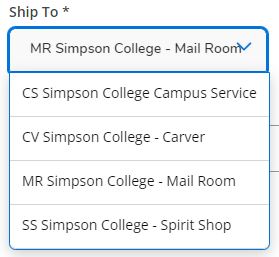 Ship To *
MR Simpson College - Mail Room
CS Simpson College Campus Service
CV Simpson College - Carver
MR Simpson College - Mail Room
SS Simpson College - Spirit Shop